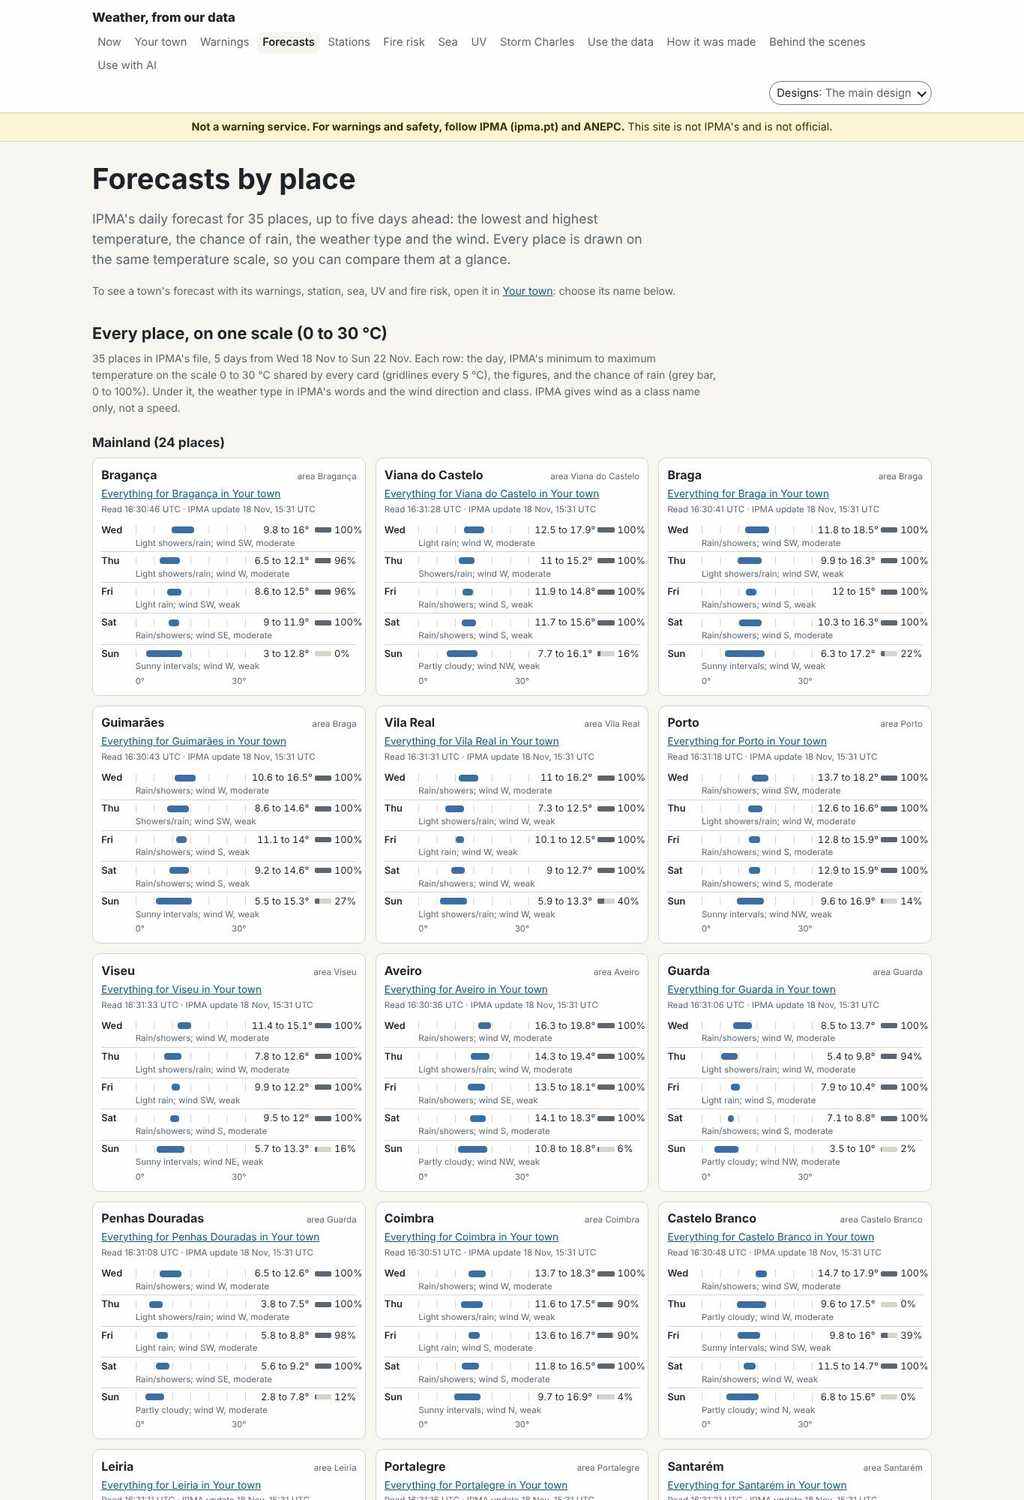 Weather, from our data
Now Your town Warnings Forecasts Stations Fire risk Sea UV Storm Charles Use the data How it was made Behind the scenes
Use with AI
Designs: The main design
Not a warning service. For warnings and safety, follow IPMA (ipma.pt) and ANEPC. This site is not IPMA's and is not official.
Forecasts by place
IPMA's daily forecast for 35 places, up to five days ahead: the lowest and highest
temperature, the chance of rain, the weather type and the wind. Every place is drawn on
the same temperature scale, so you can compare them at a glance.
To see a town's forecast with its warnings, station, sea, UV and fire risk, open it in Your town: choose its name below.
Every place, on one scale (0 to 30 °C)
35 places in IPMA's file, 5 days from Wed 18 Nov to Sun 22 Nov. Each row: the day, IPMA's minimum to maximum
temperature on the scale 0 to 30 °C shared by every card (gridlines every 5 °C), the figures, and the chance of rain (grey bar,
0 to 100%). Under it, the weather type in IPMA's words and the wind direction and class. IPMA gives wind as a class name
only, not a speed.
Mainland (24 places)
Bragança area Bragança
Everything for Bragança in Your town
Read 16:30:46 UTC · IPMA update 18 Nov, 15:31 UTC
Wed 9.8 to 16° 100%
Light showers/rain; wind SW, moderate
Thu 6.5 to 12.1° 96%
Light showers/rain; wind W, moderate
Fri 8.6 to 12.5° 96%
Light rain; wind SW, weak
Sat 9 to 11.9° 100%
Rain/showers; wind SE, moderate
Sun 3 to 12.8° 0%
Sunny intervals; wind W, weak
0° 30°
Viana do Castelo area Viana do Castelo
Everything for Viana do Castelo in Your town
Read 16:31:28 UTC · IPMA update 18 Nov, 15:31 UTC
Wed 12.5 to 17.9° 100%
Light rain; wind W, moderate
Thu 11 to 15.2° 100%
Showers/rain; wind W, moderate
Fri 11.9 to 14.8° 100%
Rain/showers; wind S, weak
Sat 11.7 to 15.6° 100%
Rain/showers; wind S, weak
Sun 7.7 to 16.1° 16%
Partly cloudy; wind NW, weak
0° 30°
Braga area Braga
Everything for Braga in Your town
Read 16:30:41 UTC · IPMA update 18 Nov, 15:31 UTC
Wed 11.8 to 18.5° 100%
Rain/showers; wind SW, moderate
Thu 9.9 to 16.3° 100%
Light showers/rain; wind SW, weak
Fri 12 to 15° 100%
Rain/showers; wind S, weak
Sat 10.3 to 16.3° 100%
Rain/showers; wind S, moderate
Sun 6.3 to 17.2° 22%
Sunny intervals; wind W, weak
0° 30°
Guimarães area Braga
Everything for Guimarães in Your town
Read 16:30:43 UTC · IPMA update 18 Nov, 15:31 UTC
Wed 10.6 to 16.5° 100%
Rain/showers; wind W, moderate
Thu 8.6 to 14.6° 100%
Showers/rain; wind SW, weak
Fri 11.1 to 14° 100%
Rain/showers; wind S, weak
Sat 9.2 to 14.6° 100%
Rain/showers; wind S, weak
Sun 5.5 to 15.3° 27%
Sunny intervals; wind W, weak
0° 30°
Vila Real area Vila Real
Everything for Vila Real in Your town
Read 16:31:31 UTC · IPMA update 18 Nov, 15:31 UTC
Wed 11 to 16.2° 100%
Rain/showers; wind W, moderate
Thu 7.3 to 12.5° 100%
Light showers/rain; wind W, weak
Fri 10.1 to 12.5° 100%
Light rain; wind W, weak
Sat 9 to 12.7° 100%
Rain/showers; wind W, weak
Sun 5.9 to 13.3° 40%
Light showers/rain; wind W, weak
0° 30°
Porto area Porto
Everything for Porto in Your town
Read 16:31:18 UTC · IPMA update 18 Nov, 15:31 UTC
Wed 13.7 to 18.2° 100%
Rain/showers; wind SW, moderate
Thu 12.6 to 16.6° 100%
Light showers/rain; wind W, moderate
Fri 12.8 to 15.9° 100%
Rain/showers; wind S, moderate
Sat 12.9 to 15.9° 100%
Rain/showers; wind S, moderate
Sun 9.6 to 16.9° 14%
Sunny intervals; wind NW, weak
0° 30°
Viseu area Viseu
Everything for Viseu in Your town
Read 16:31:33 UTC · IPMA update 18 Nov, 15:31 UTC
Wed 11.4 to 15.1° 100%
Rain/showers; wind W, moderate
Thu 7.8 to 12.6° 100%
Light showers/rain; wind W, moderate
Fri 9.9 to 12.2° 100%
Light rain; wind SW, weak
Sat 9.5 to 12° 100%
Rain/showers; wind S, moderate
Sun 5.7 to 13.3° 16%
Sunny intervals; wind NE, weak
0° 30°
Aveiro area Aveiro
Everything for Aveiro in Your town
Read 16:30:36 UTC · IPMA update 18 Nov, 15:31 UTC
Wed 16.3 to 19.8° 100%
Rain/showers; wind W, moderate
Thu 14.3 to 19.4° 100%
Light showers/rain; wind W, moderate
Fri 13.5 to 18.1° 100%
Rain/showers; wind SE, weak
Sat 14.1 to 18.3° 100%
Rain/showers; wind S, moderate
Sun 10.8 to 18.8° 6%
Partly cloudy; wind NW, weak
0° 30°
Guarda area Guarda
Everything for Guarda in Your town
Read 16:31:06 UTC · IPMA update 18 Nov, 15:31 UTC
Wed 8.5 to 13.7° 100%
Rain/showers; wind W, moderate
Thu 5.4 to 9.8° 94%
Light showers/rain; wind W, moderate
Fri 7.9 to 10.4° 100%
Light rain; wind S, moderate
Sat 7.1 to 8.8° 100%
Rain/showers; wind S, moderate
Sun 3.5 to 10° 2%
Partly cloudy; wind NW, moderate
0° 30°
Penhas Douradas area Guarda
Everything for Penhas Douradas in Your town
Read 16:31:08 UTC · IPMA update 18 Nov, 15:31 UTC
Wed 6.5 to 12.6° 100%
Rain/showers; wind W, moderate
Thu 3.8 to 7.5° 100%
Light showers/rain; wind W, moderate
Fri 5.8 to 8.8° 98%
Light rain; wind SW, moderate
Sat 5.6 to 9.2° 100%
Rain/showers; wind SE, moderate
Sun 2.8 to 7.8° 12%
Partly cloudy; wind W, moderate
0° 30°
Coimbra area Coimbra
Everything for Coimbra in Your town
Read 16:30:51 UTC · IPMA update 18 Nov, 15:31 UTC
Wed 13.7 to 18.3° 100%
Rain/showers; wind W, moderate
Thu 11.6 to 17.5° 90%
Light showers/rain; wind W, weak
Fri 13.6 to 16.7° 90%
Light rain; wind S, moderate
Sat 11.8 to 16.5° 100%
Rain/showers; wind S, moderate
Sun 9.7 to 16.9° 4%
Sunny intervals; wind N, weak
0° 30°
Castelo Branco area Castelo Branco
Everything for Castelo Branco in Your town
Read 16:30:48 UTC · IPMA update 18 Nov, 15:31 UTC
Wed 14.7 to 17.9° 100%
Rain/showers; wind SW, moderate
Thu 9.6 to 17.5° 0%
Partly cloudy; wind W, moderate
Fri 9.8 to 16° 39%
Sunny intervals; wind SW, weak
Sat 11.5 to 14.7° 100%
Rain/showers; wind W, weak
Sun 6.8 to 15.6° 0%
Partly cloudy; wind N, weak
0° 30°
Leiria area Leiria
Everything for Leiria in Your town
Portalegre area Portalegre
Everything for Portalegre in Your town
Santarém area Santarém
Everything for Santarém in Your town